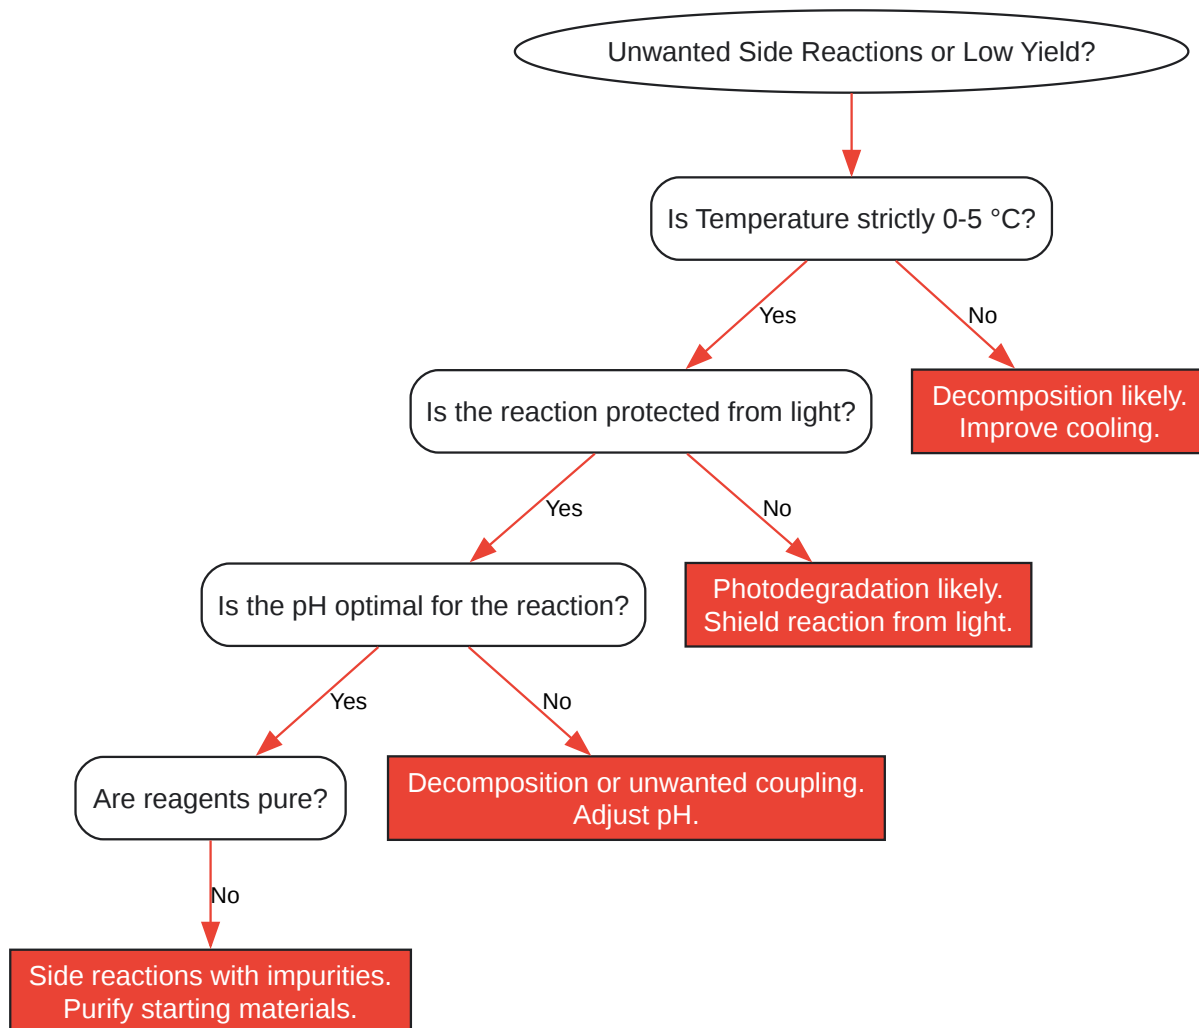 Unwanted Side Reactions or Low Yield?
Is Temperature strictly 0-5 °C?
Yes
No
Is the reaction protected from light?
Decomposition likely.
Improve cooling.
Yes
No
Is the pH optimal for the reaction?
Photodegradation likely.
Shield reaction from light.
Yes
No
Are reagents pure?
Decomposition or unwanted coupling.
Adjust pH.
No
Side reactions with impurities.
Purify starting materials.